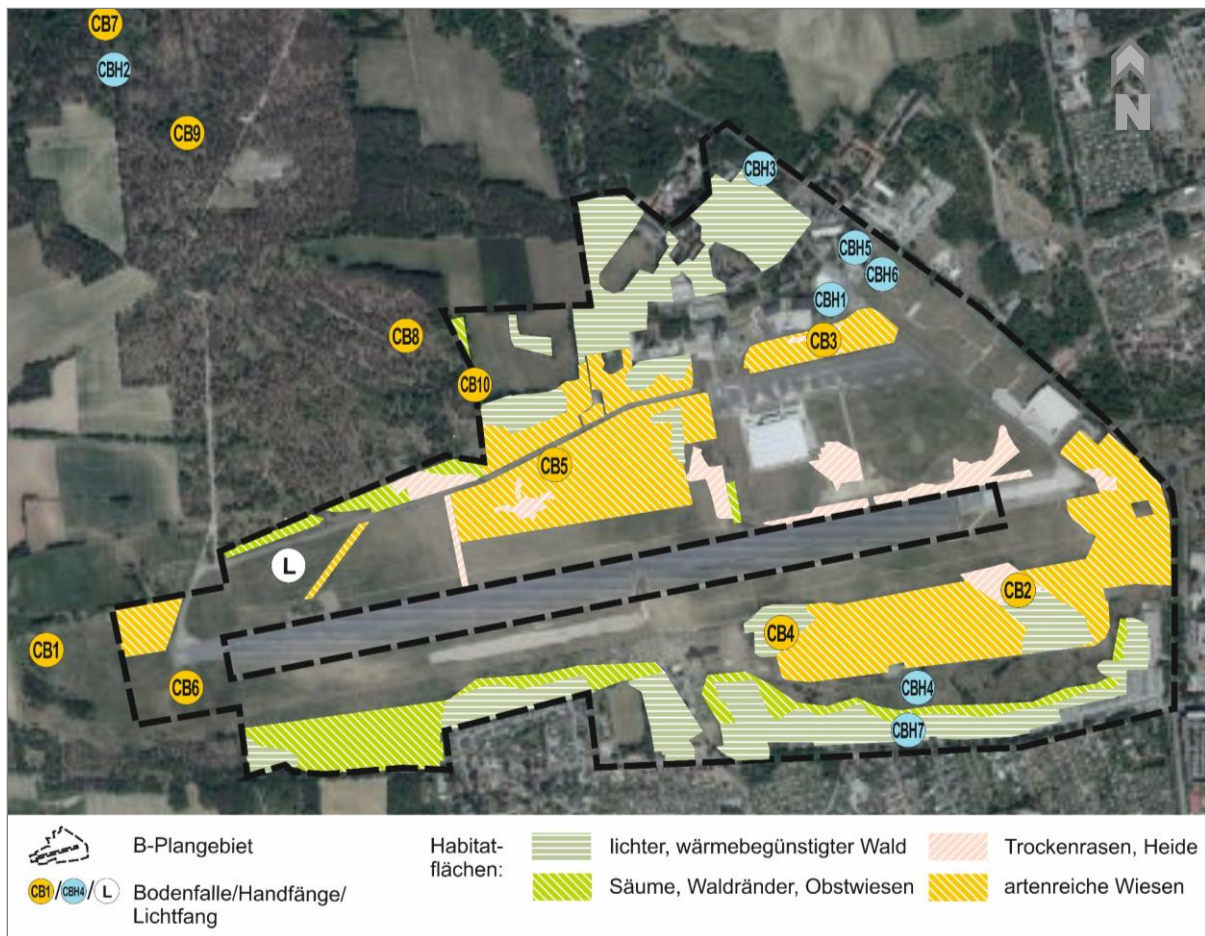 CB7
CBH2
CB9
N
CBH3
CBH5
CBH6
CBH1
CB3
CB8
CB10
CB5
L
CB2
CB4
CB1
CB6
CBH4
CBH7
B-Plangebiet
CB1/CBH4/L Bodenfalle/Handfänge/
Lichtfang
Habitat-
flächen:
lichter, wärmebegünstigter Wald
Säume, Waldränder, Obstwiesen
Trockenrasen, Heide
artenreiche Wiesen